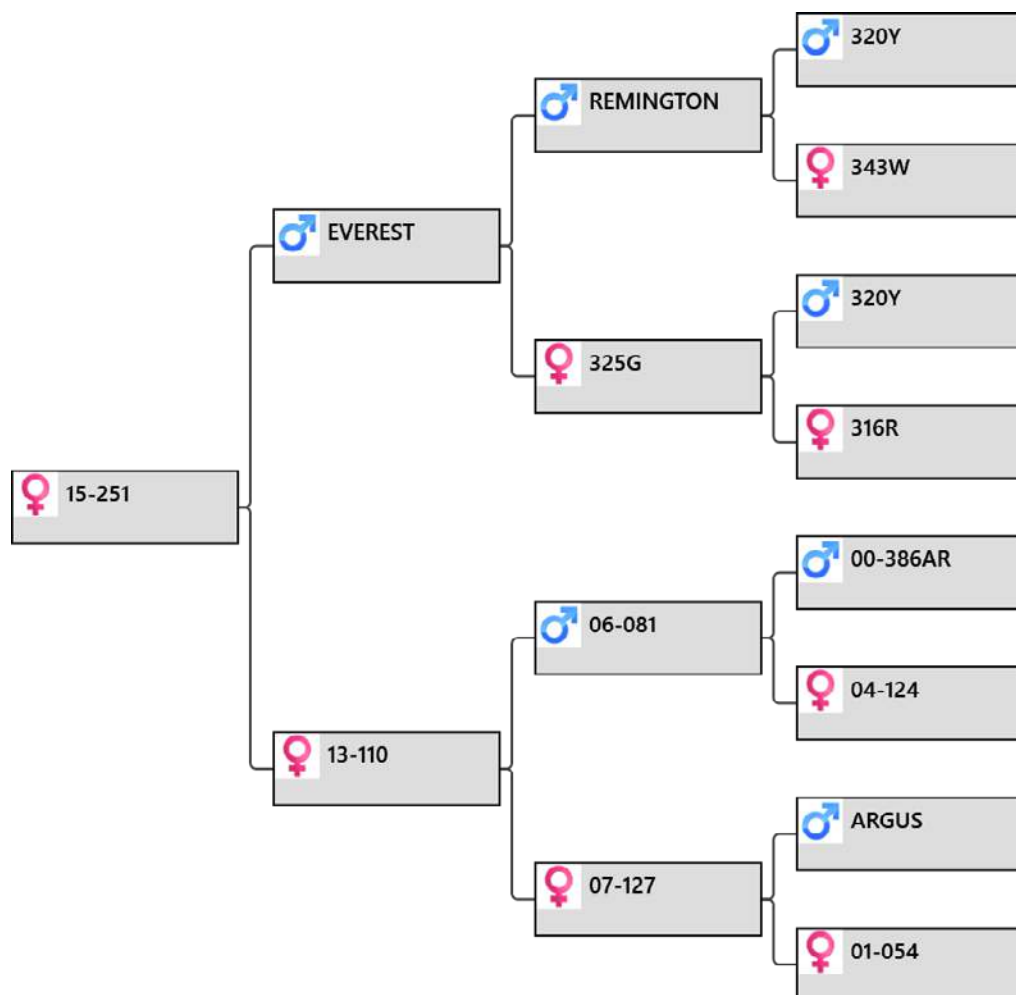 320Y
REMINGTON
343W
EVEREST
320Y
325G
316R
15-251
00-386AR
06-081
04-124
13-110
ARGUS
07-127
01-054